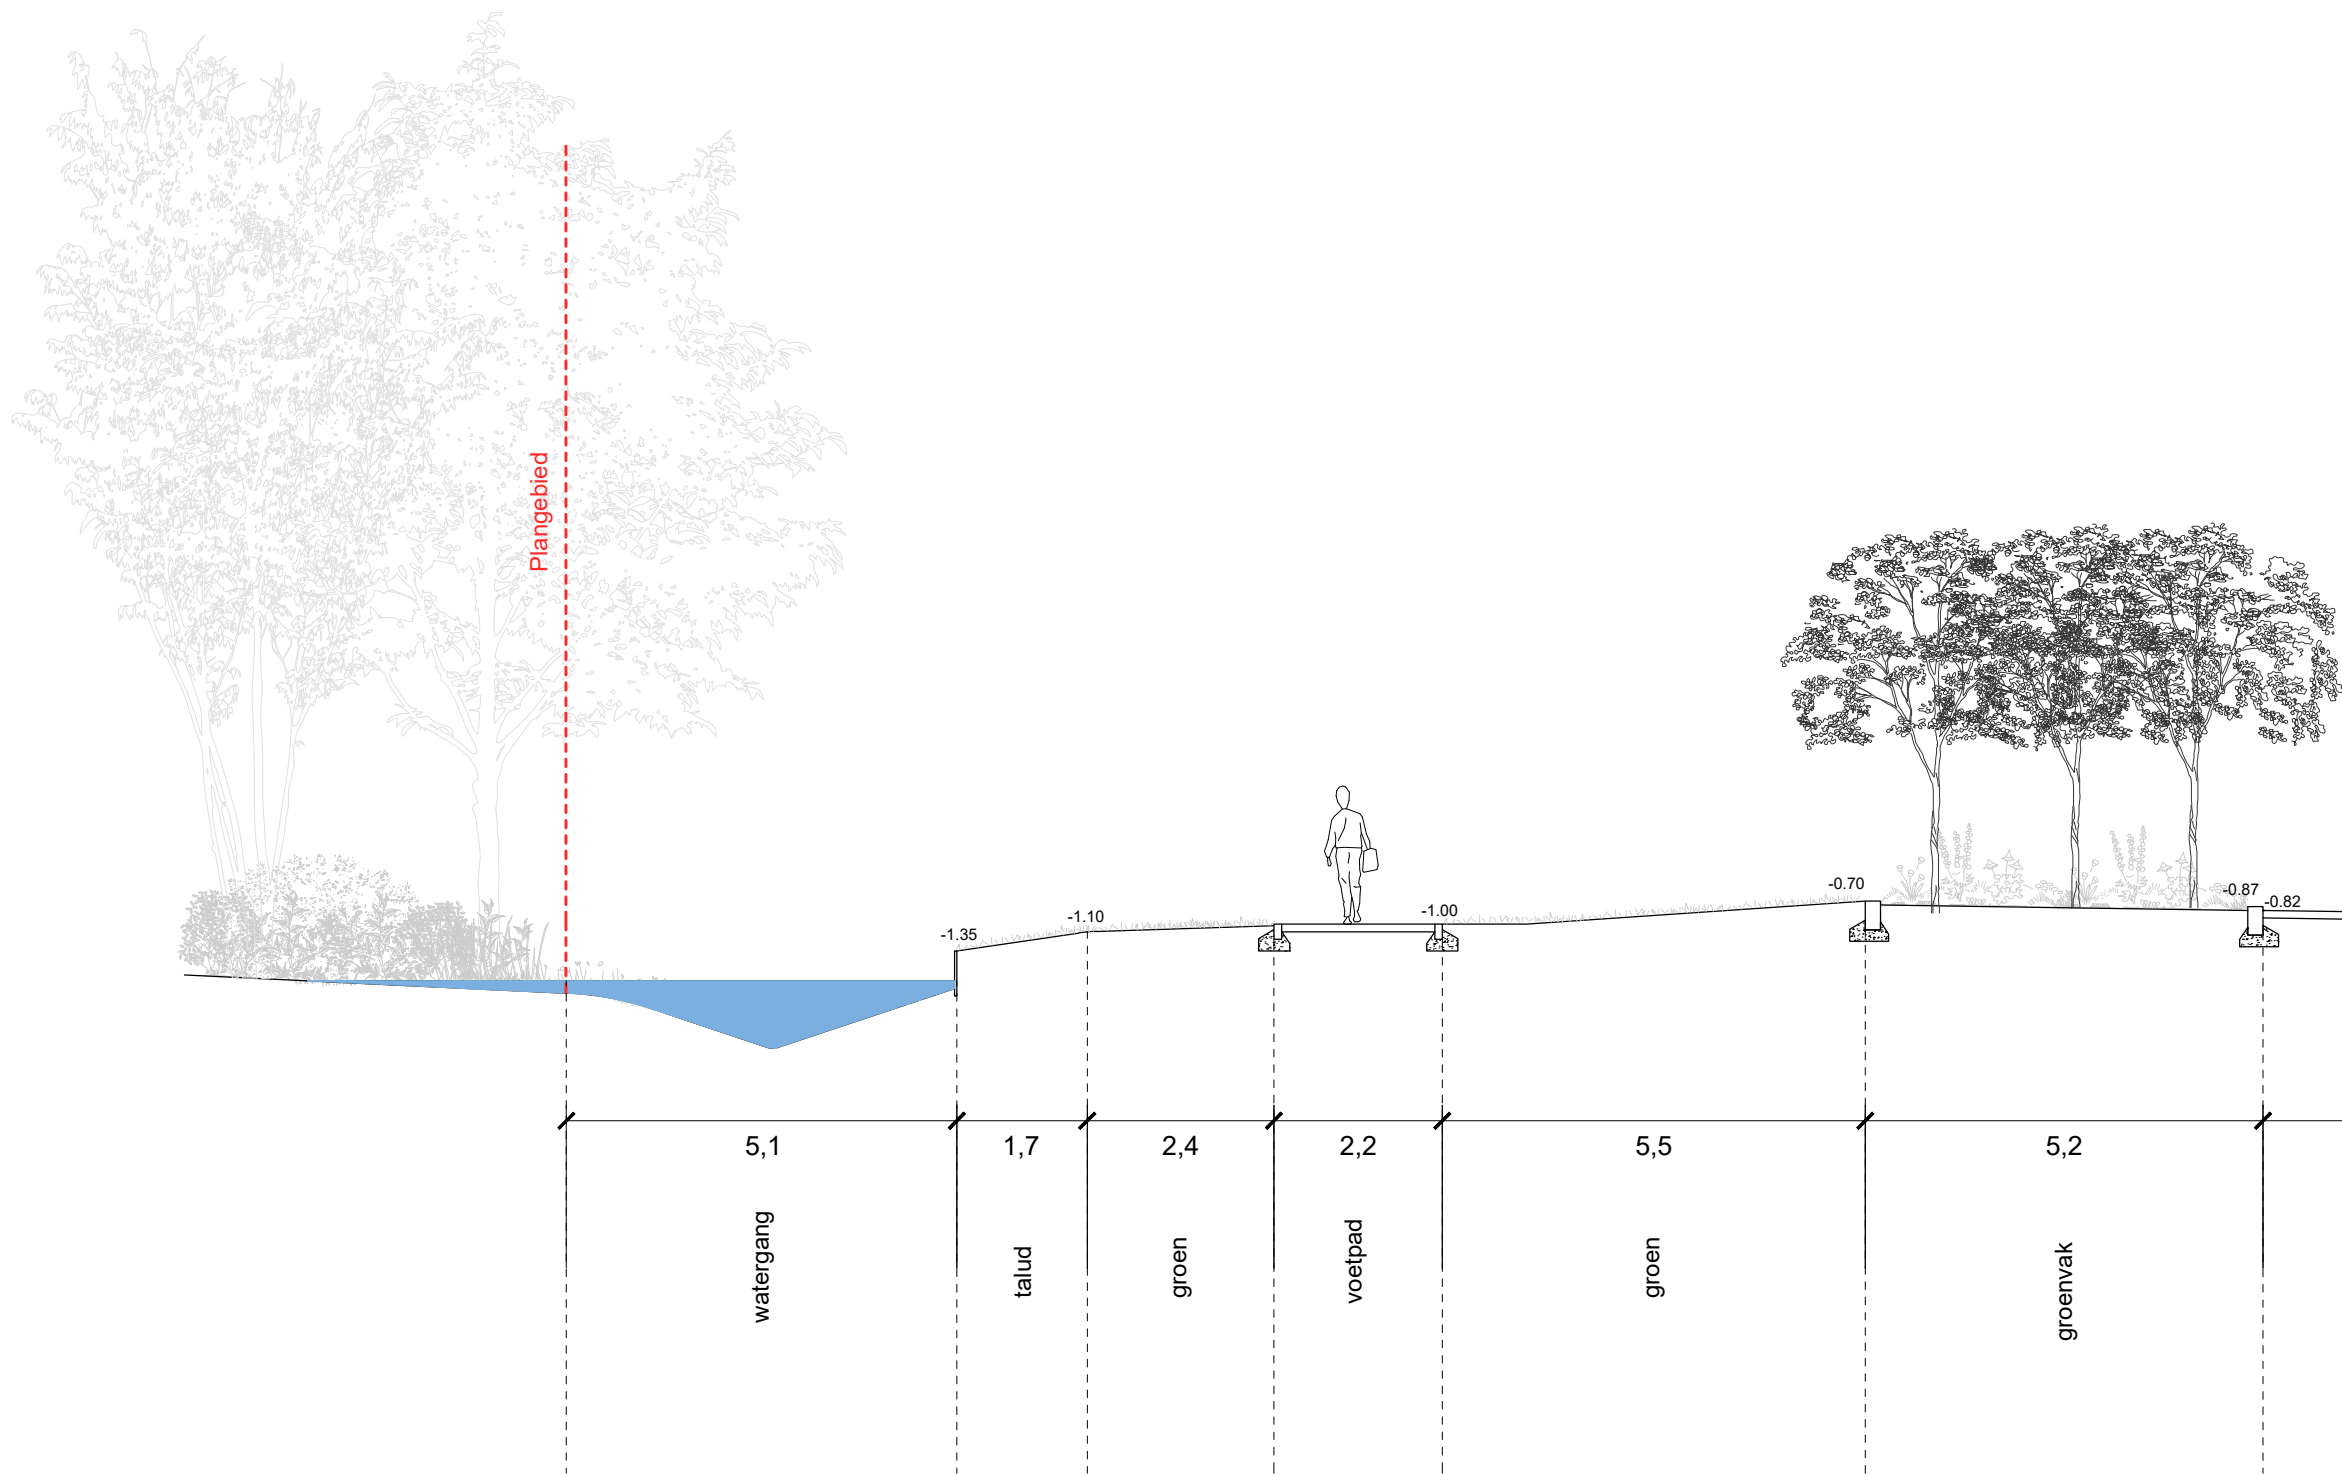 Plangebied
-1.35
-1.10
-1.00
-0.70
-0.87
-0.82
5,1
1,7
2,4
2,2
5,5
5,2
watergang
talud
groen
voetpad
groen
groenvak